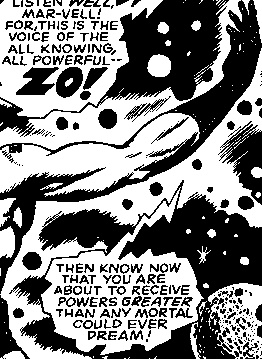 LISTEN WELL,
MAR-VELL!
FOR, THIS IS THE
VOICE OF THE
ALL KNOWING,
ALL POWERFUL--
ZO!
THEN KNOW NOW
THAT YOU ARE
ABOUT TO RECEIVE
POWERS GREATER
THAN ANY MORTAL
COULD EVER
DREAM!